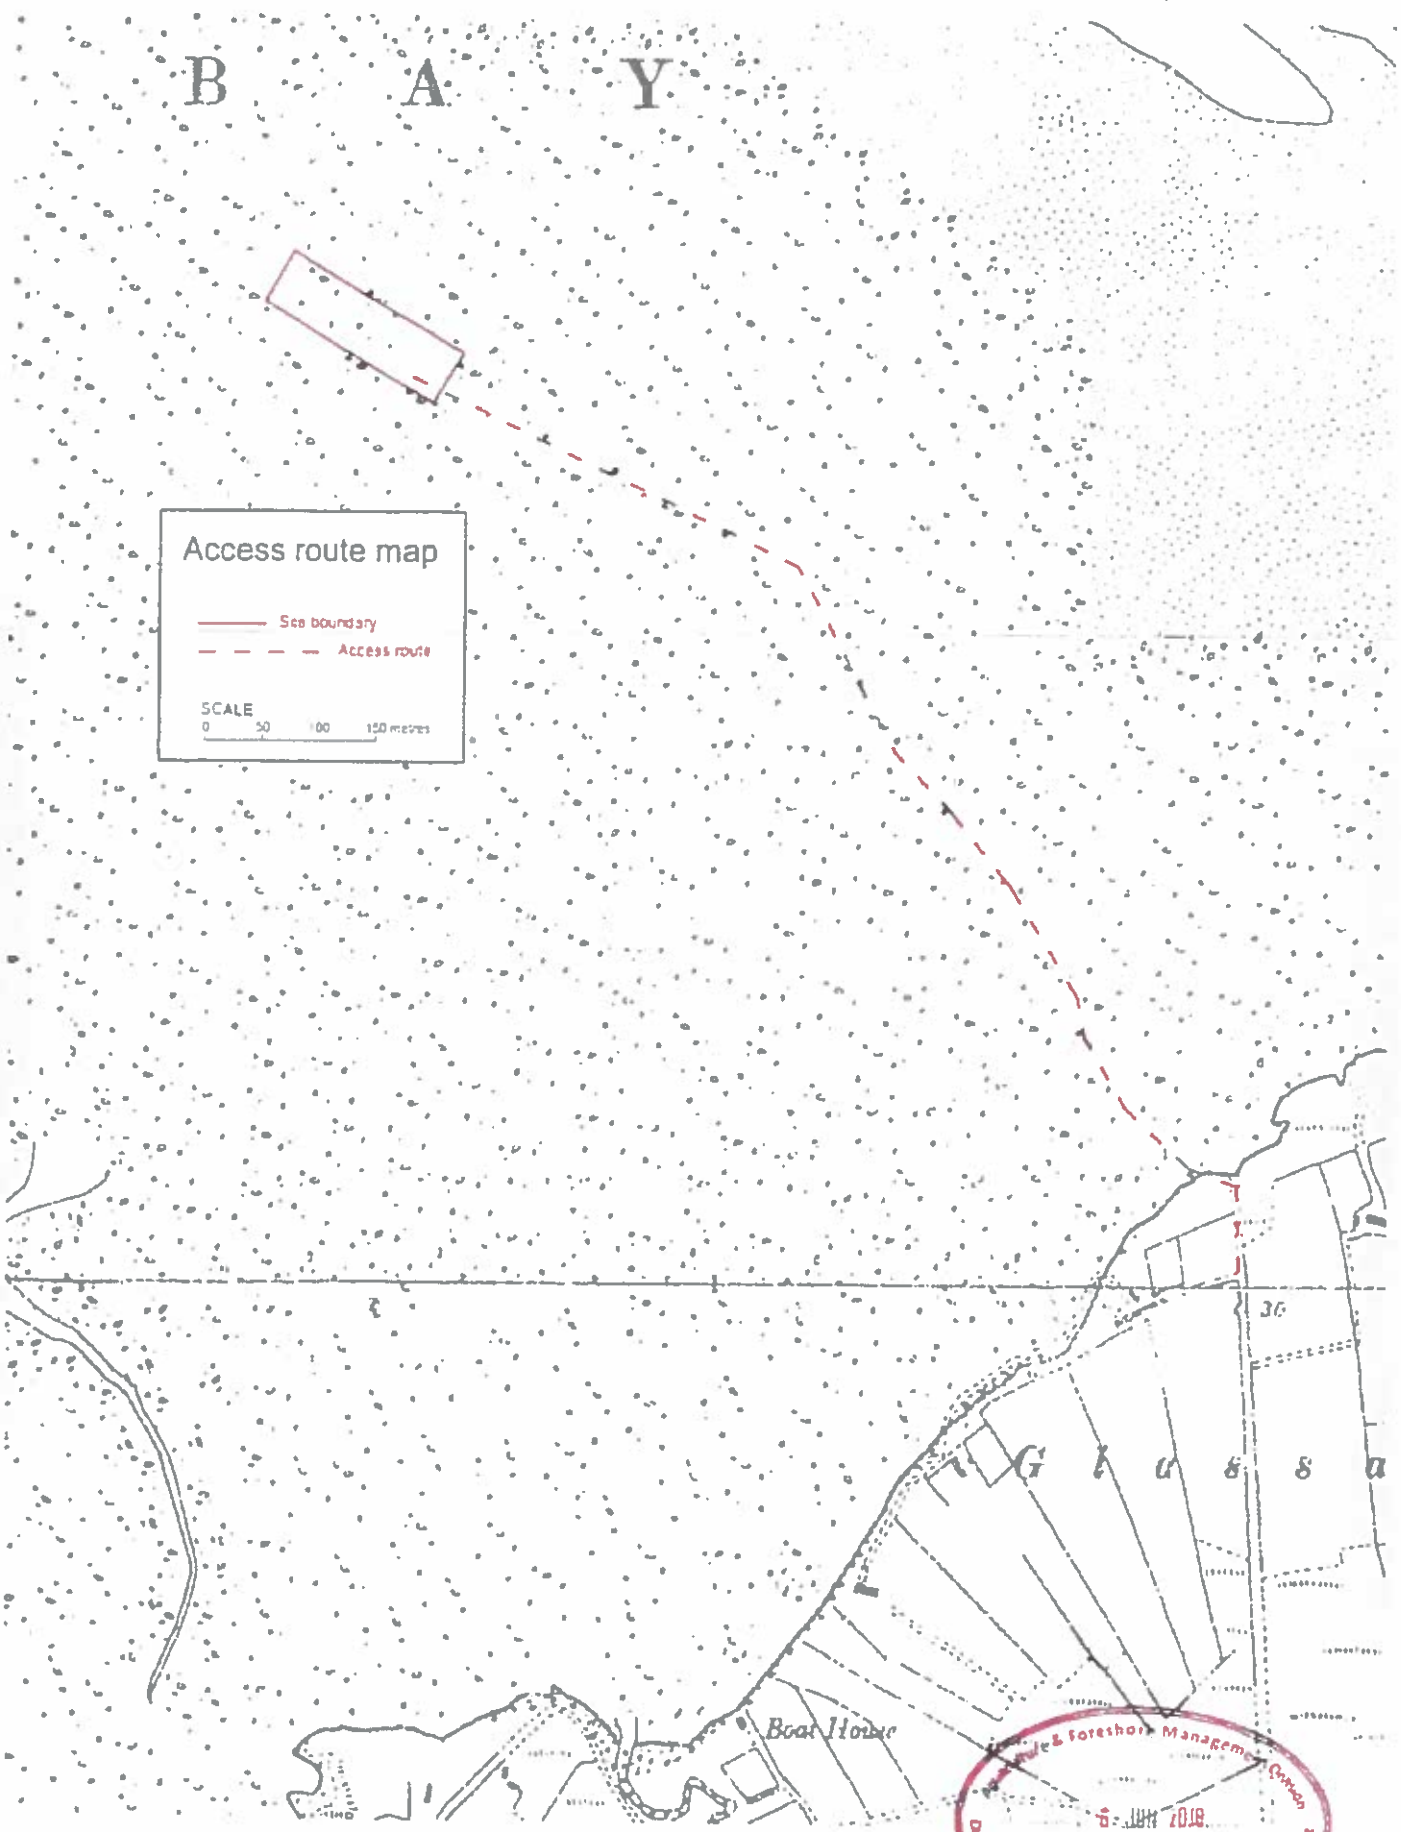 B A Y
Access route map
Site boundary
Access route
SCALE
0 50 100 150 metres
30
G l a s s a
Boat House
& Foreshore Management
JUN 2018